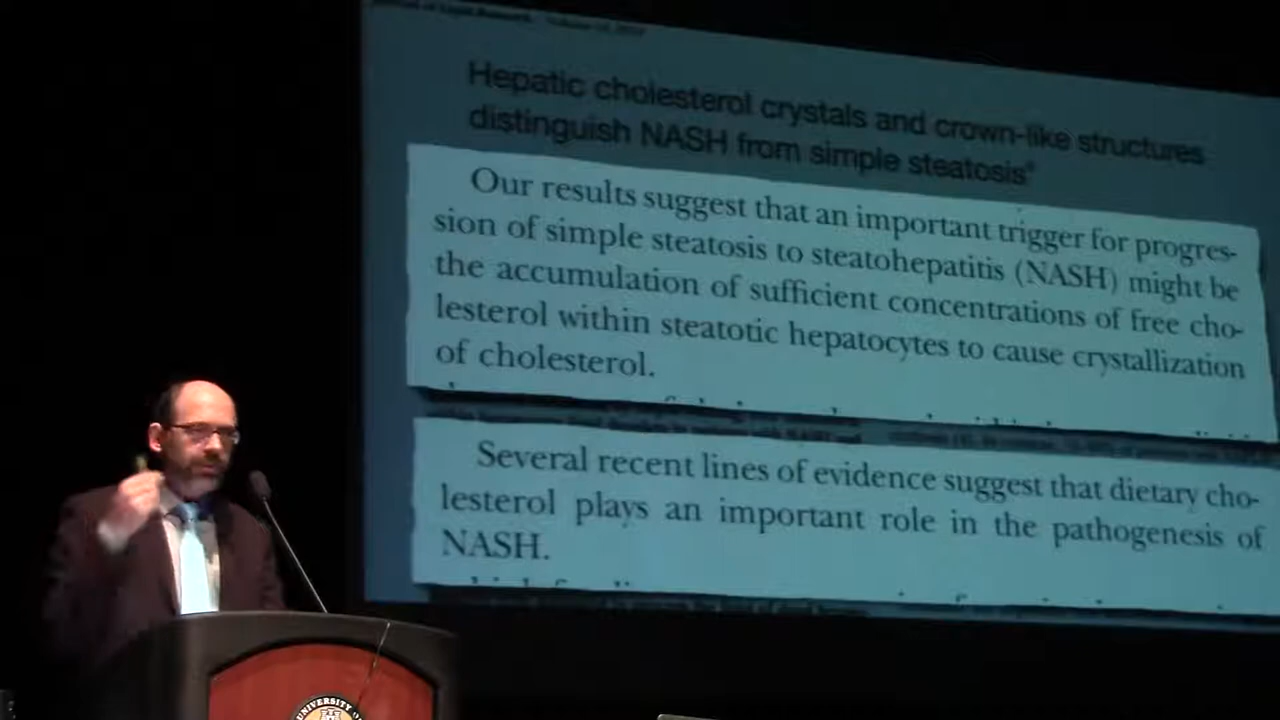 Hepatic cholesterol crystals and crown-like structures
distinguish NASH from simple steatosis
Our results suggest that an important trigger for progres-
sion of simple steatosis to steatohepatitis (NASH) might be
the accumulation of sufficient concentrations of free cho-
lesterol within steatotic hepatocytes to cause crystallization
of cholesterol.
Several recent lines of evidence suggest that dietary cho-
lesterol plays an important role in the pathogenesis of
NASH.
UNIVERSITY